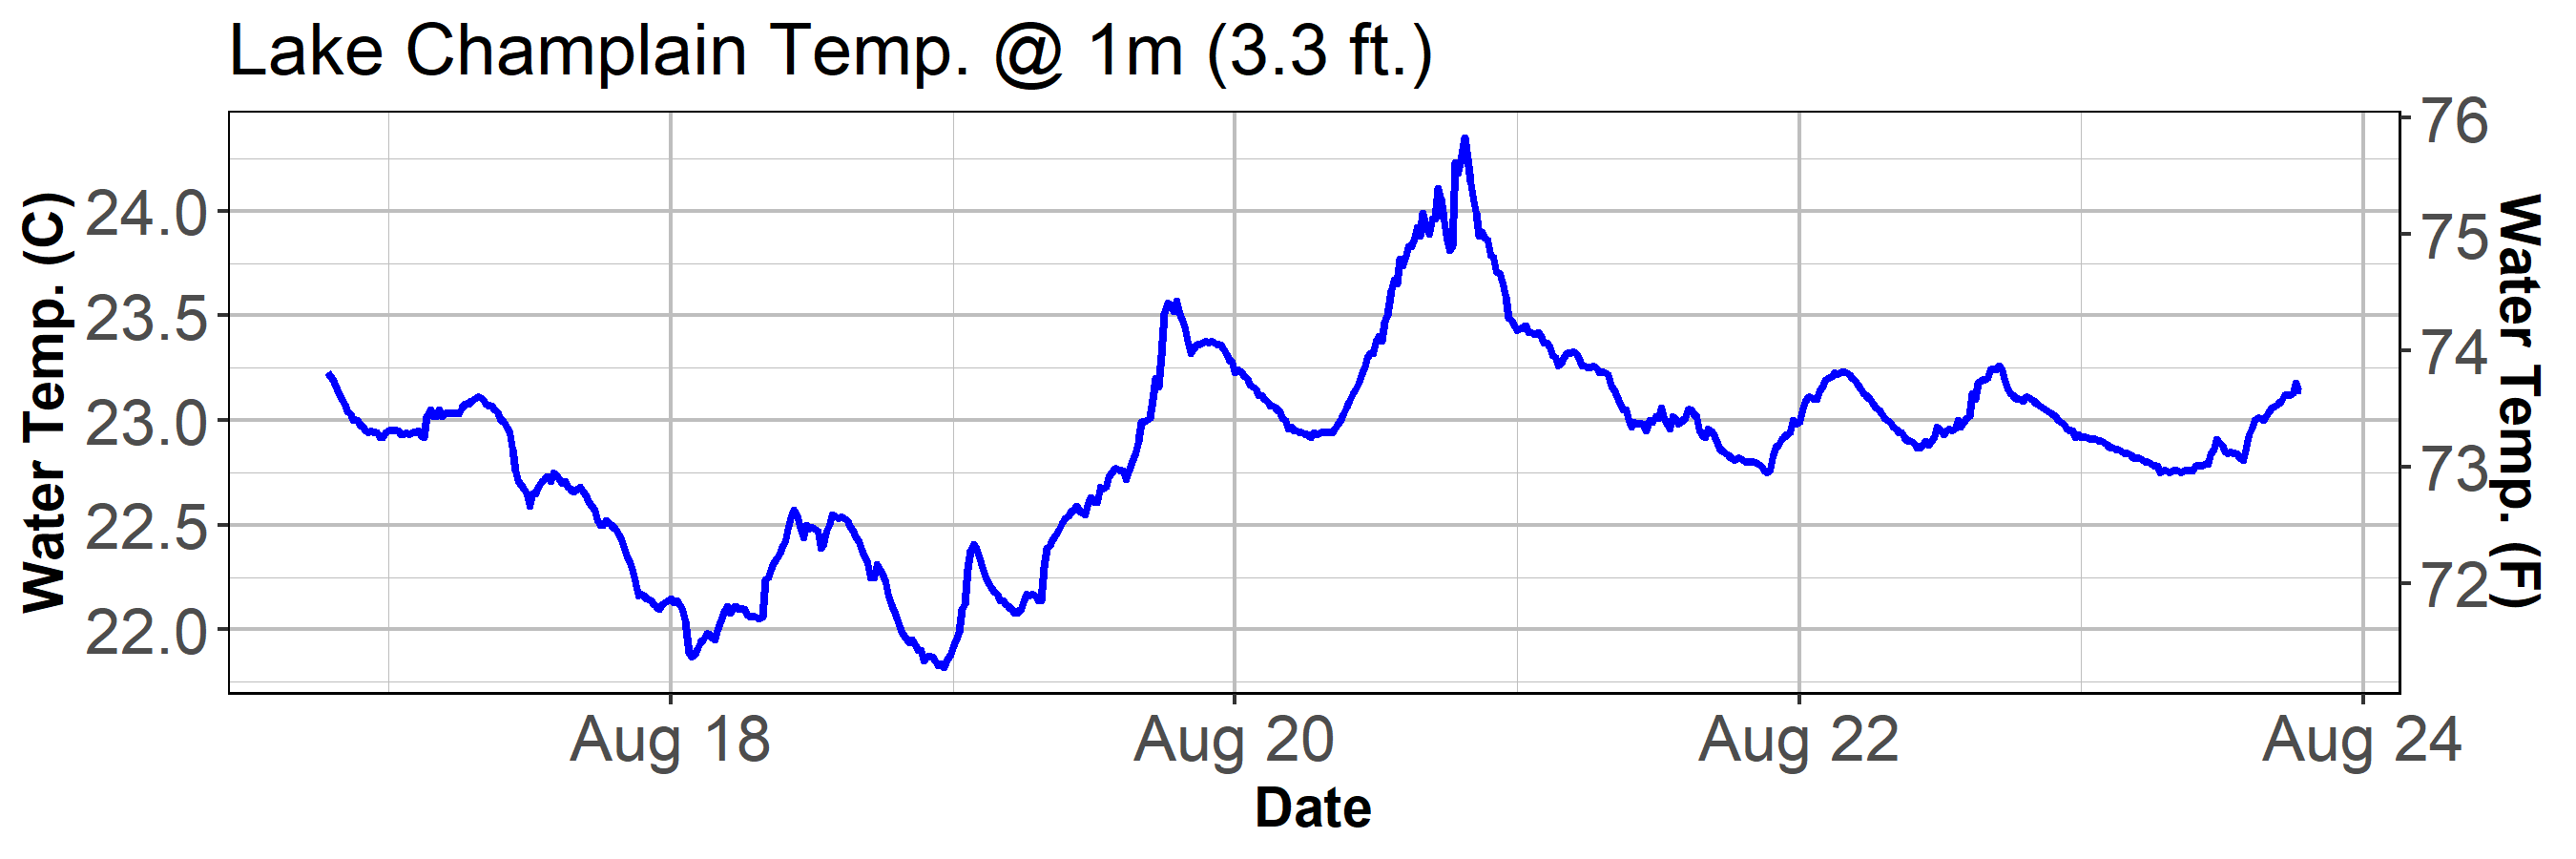 Lake Champlain Temp. @ 1m (3.3 ft.)
Water Temp. (C)
24.0
23.5
23.0
22.5
22.0
76
75
74
73
72
Water Temp. (F)
Aug 18 Aug 20 Aug 22 Aug 24
Date